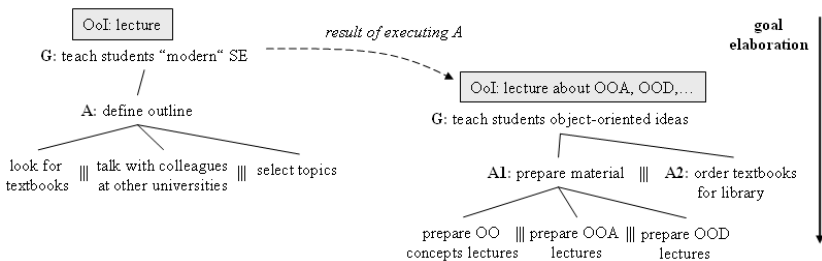 OoI: lecture
G: teach students “modern“ SE
result of executing A
goal
elaboration
OoI: lecture about OOA, OOD,…
G: teach students object-oriented ideas
A: define outline
look for
textbooks
|||
talk with colleagues
at other universities
|||
select topics
A1: prepare material
|||
A2: order textbooks
for library
prepare OO
concepts lectures
|||
prepare OOA
lectures
|||
prepare OOD
lectures